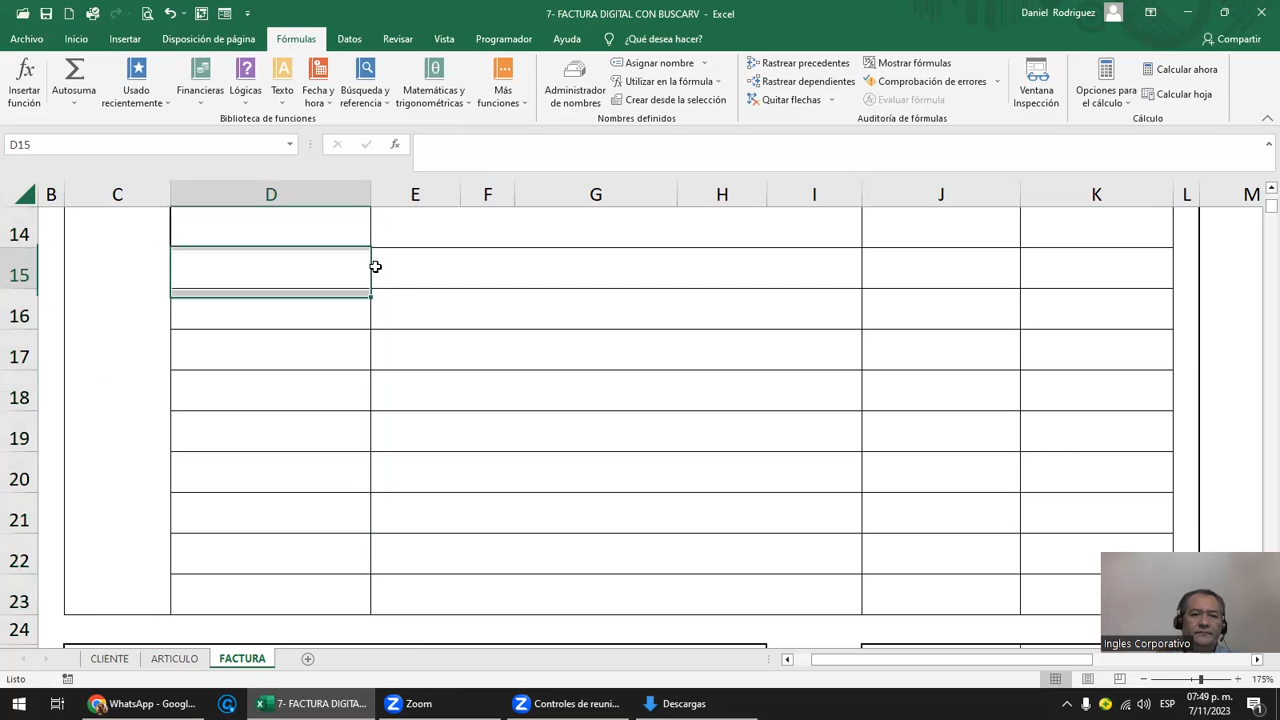 7- FACTURA DIGITAL CON BUSCARV - Excel
Daniel Rodriguez
Archivo Inicio Insertar Disposición de página Fórmulas Datos Revisar Vista Programador Ayuda ¿Qué desea hacer? Compartir
Insertar función
Autosuma
Usado recientemente
Financieras
Lógicas
Texto
Fecha y hora
Búsqueda y referencia
Matemáticas y trigonométricas
Más funciones
Biblioteca de funciones
Administrador de nombres
Asignar nombre
Utilizar en la fórmula
Crear desde la selección
Nombres definidos
Rastrear precedentes
Rastrear dependientes
Quitar flechas
Mostrar fórmulas
Comprobación de errores
Evaluar fórmula
Auditoría de fórmulas
Ventana Inspección
Opciones para el cálculo
Calcular ahora
Calcular hoja
Cálculo
D15
fx
B C D E F G H I J K L M
14
15
16
17
18
19
20
21
22
23
24
Ingles Corporativo
CLIENTE ARTICULO FACTURA
Listo
175%
WhatsApp - Googl...
7- FACTURA DIGITA...
Zoom
Controles de reuni...
Descargas
ESP
07:49 p. m.
7/11/2023